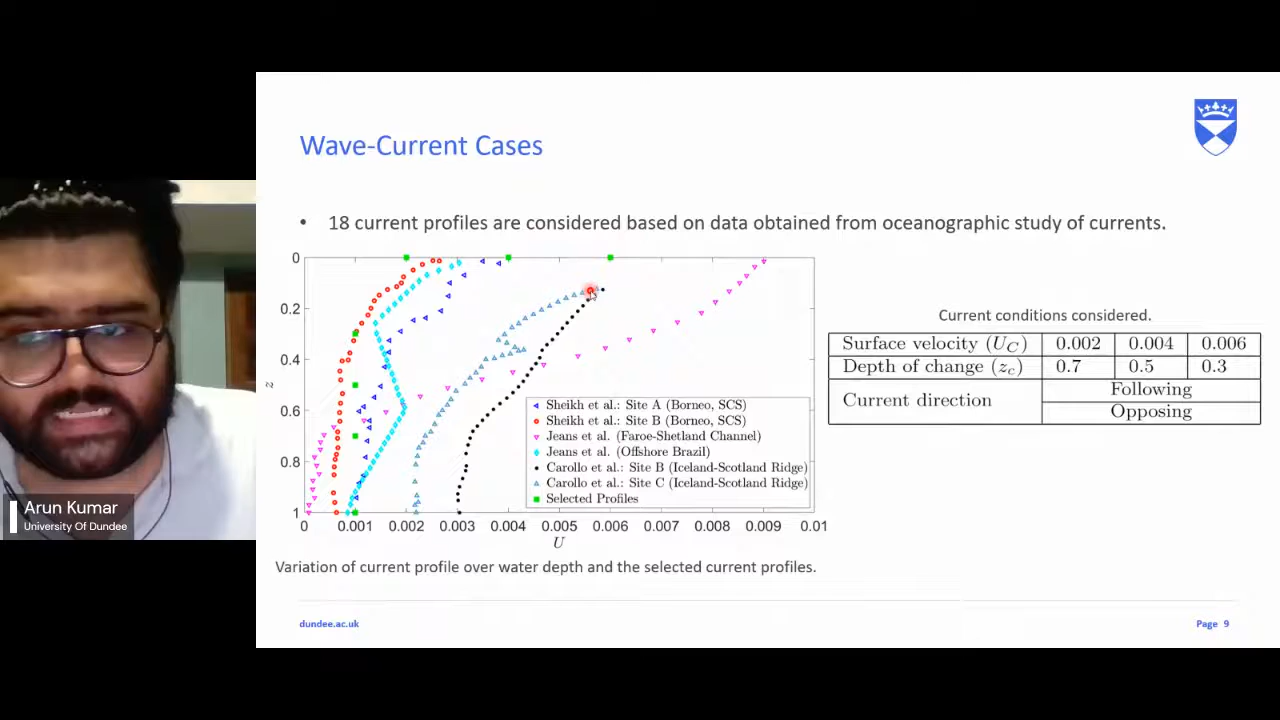 Wave-Current Cases
• 18 current profiles are considered based on data obtained from oceanographic study of currents.
0
0.2
0.4
0.6
0.8
1
z
0 0.001 0.002 0.003 0.004 0.005 0.006 0.007 0.008 0.009 0.01
U
Sheikh et al.: Site A (Borneo, SCS)
Sheikh et al.: Site B (Borneo, SCS)
Jeans et al. (Faroe-Shetland Channel)
Jeans et al. (Offshore Brazil)
Carollo et al.: Site B (Iceland-Scotland Ridge)
Carollo et al.: Site C (Iceland-Scotland Ridge)
Selected Profiles
Variation of current profile over water depth and the selected current profiles.
Current conditions considered.
Surface velocity (U_C) 0.002 0.004 0.006
Depth of change (z_c) 0.7 0.5 0.3
Current direction Following
Opposing
Arun Kumar
University Of Dundee
dundee.ac.uk
Page 9